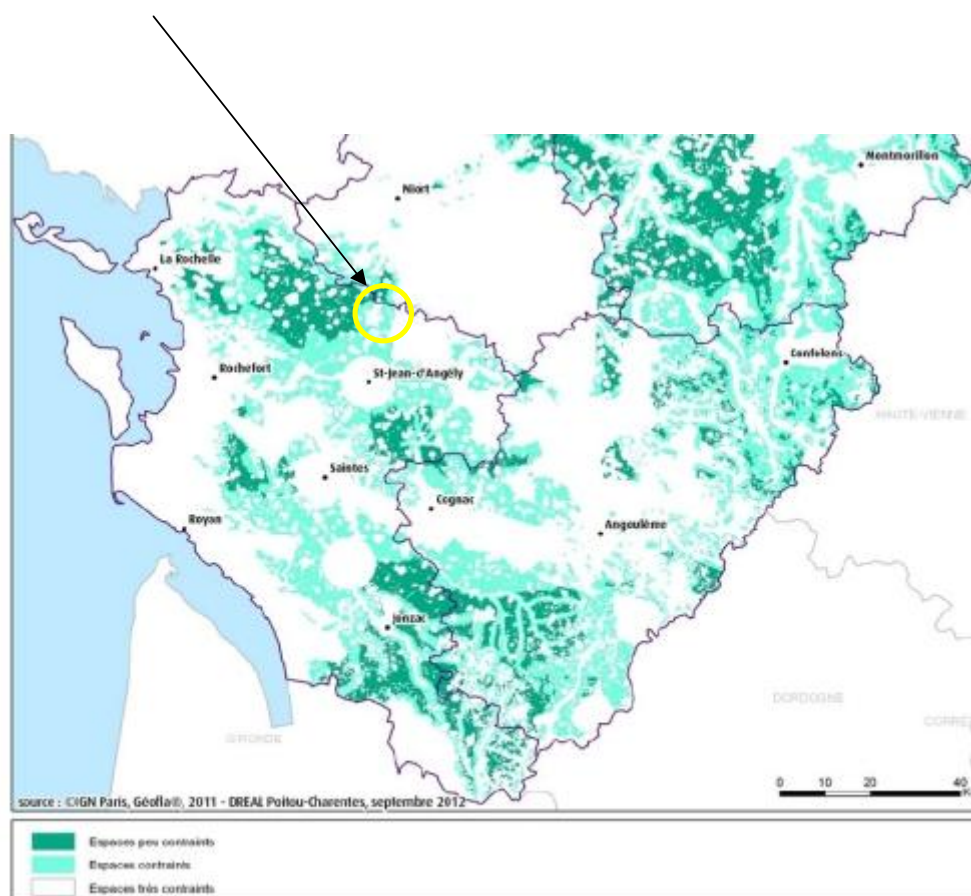 Montmorillon
Niort
La Rochelle
Confolens
Rochefort
St-Jean-d'Angély
HAUTE-VIENNE
Saintes
Cognac
Royan
Angoulême
Jonzac
DORDOGNE
GIRONDE
0 10 20 40
source : ©IGN Paris, Géofla®, 2011 - DREAL Poitou-Charentes, septembre 2012
Espaces peu contraints
Espaces contraints
Espaces très contraints